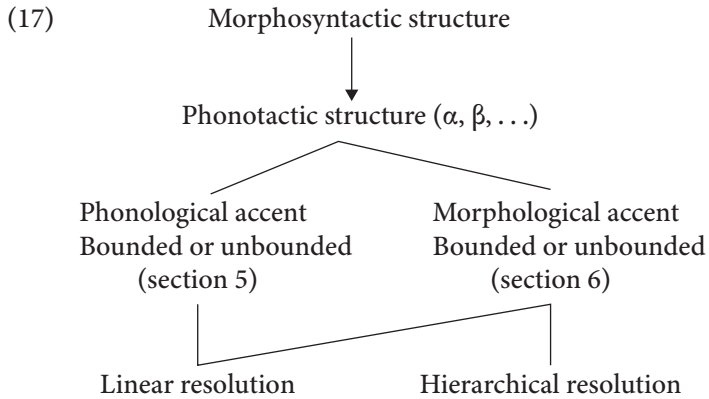 (17) Morphosyntactic structure
Phonotactic structure (α, β, . . .)
Phonological accent Morphological accent
Bounded or unbounded Bounded or unbounded
(section 5) (section 6)
Linear resolution Hierarchical resolution